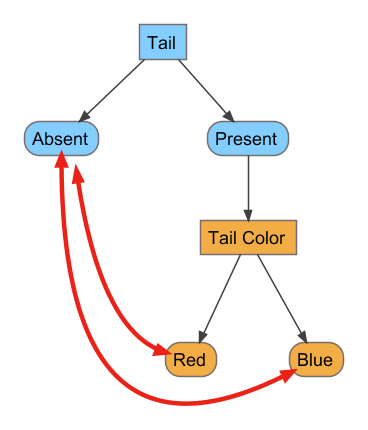 Tail
Absent
Present
Tail Color
Red
Blue